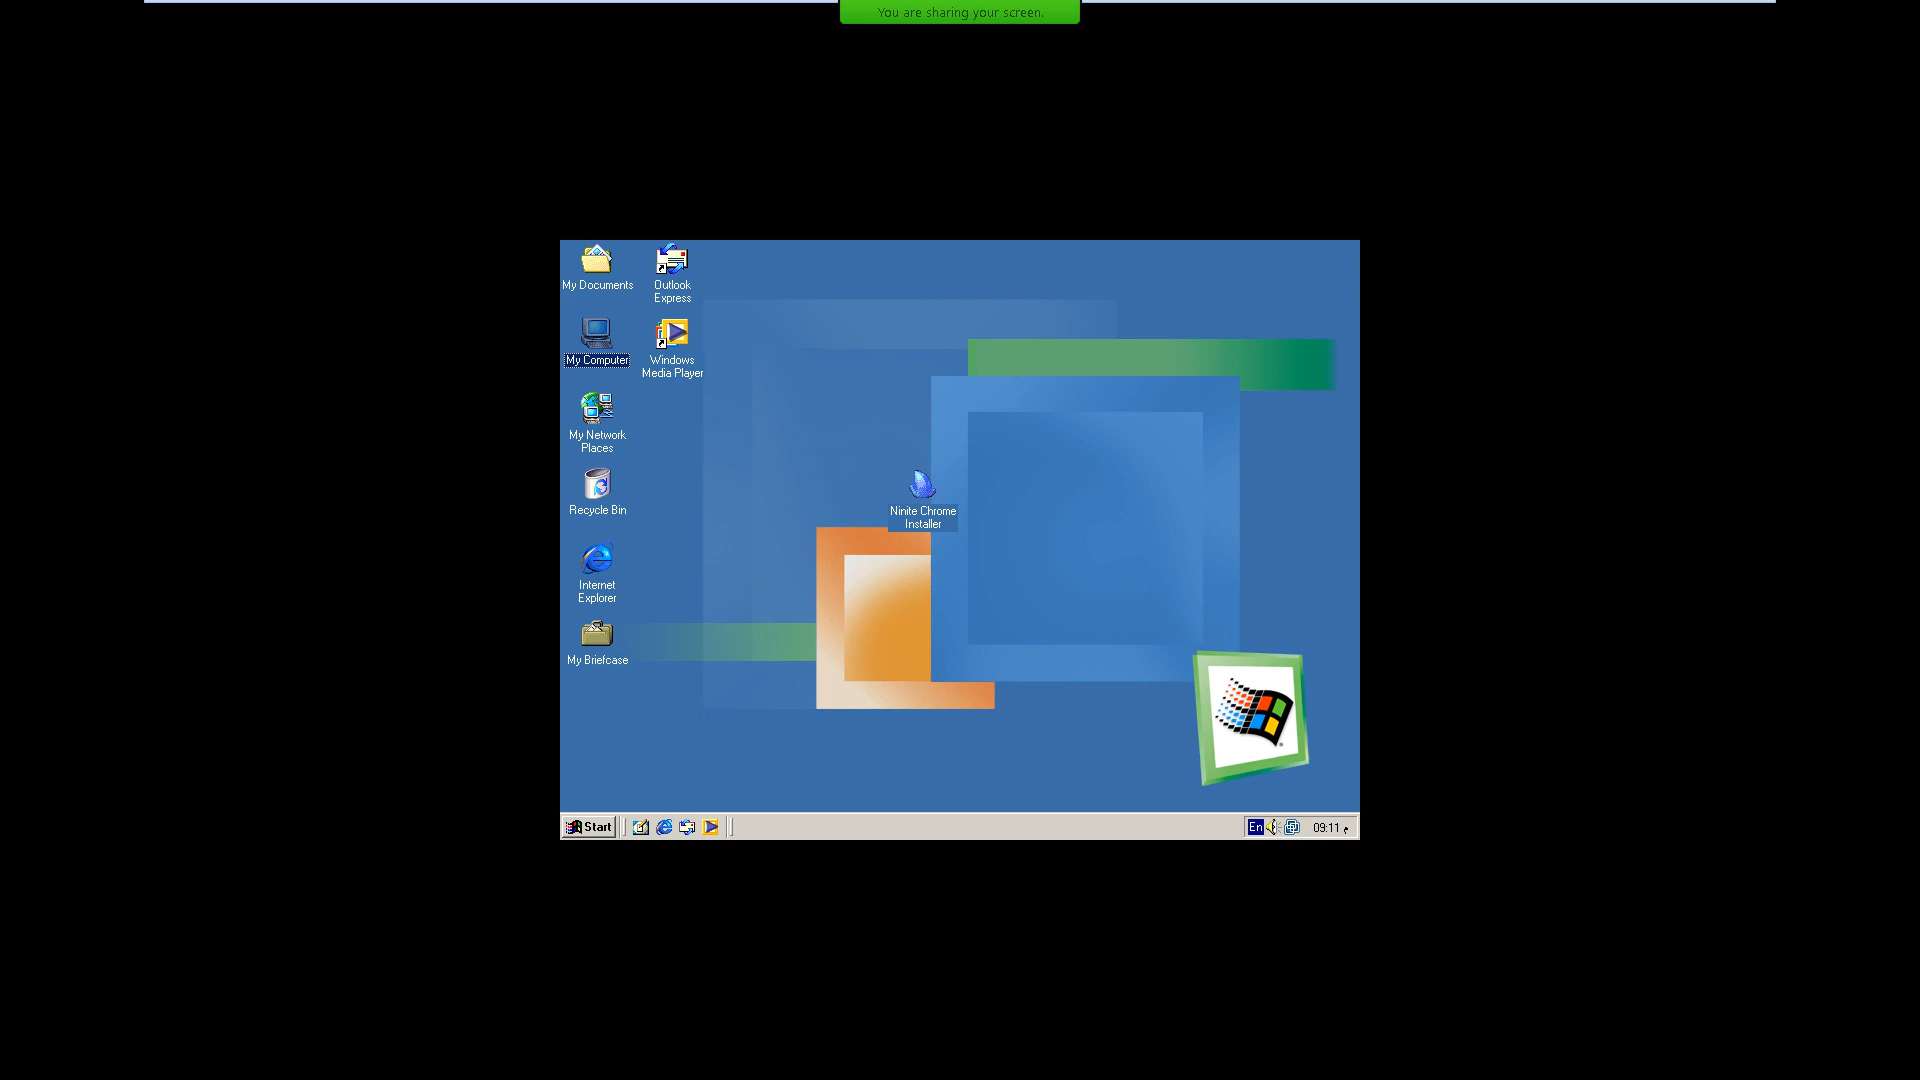 You are sharing your screen.
My Documents
Outlook
Express
My Computer
Windows
Media Player
My Network
Places
Recycle Bin
Ninite Chrome
Installer
Internet
Explorer
My Briefcase
Start
En
09:11 م